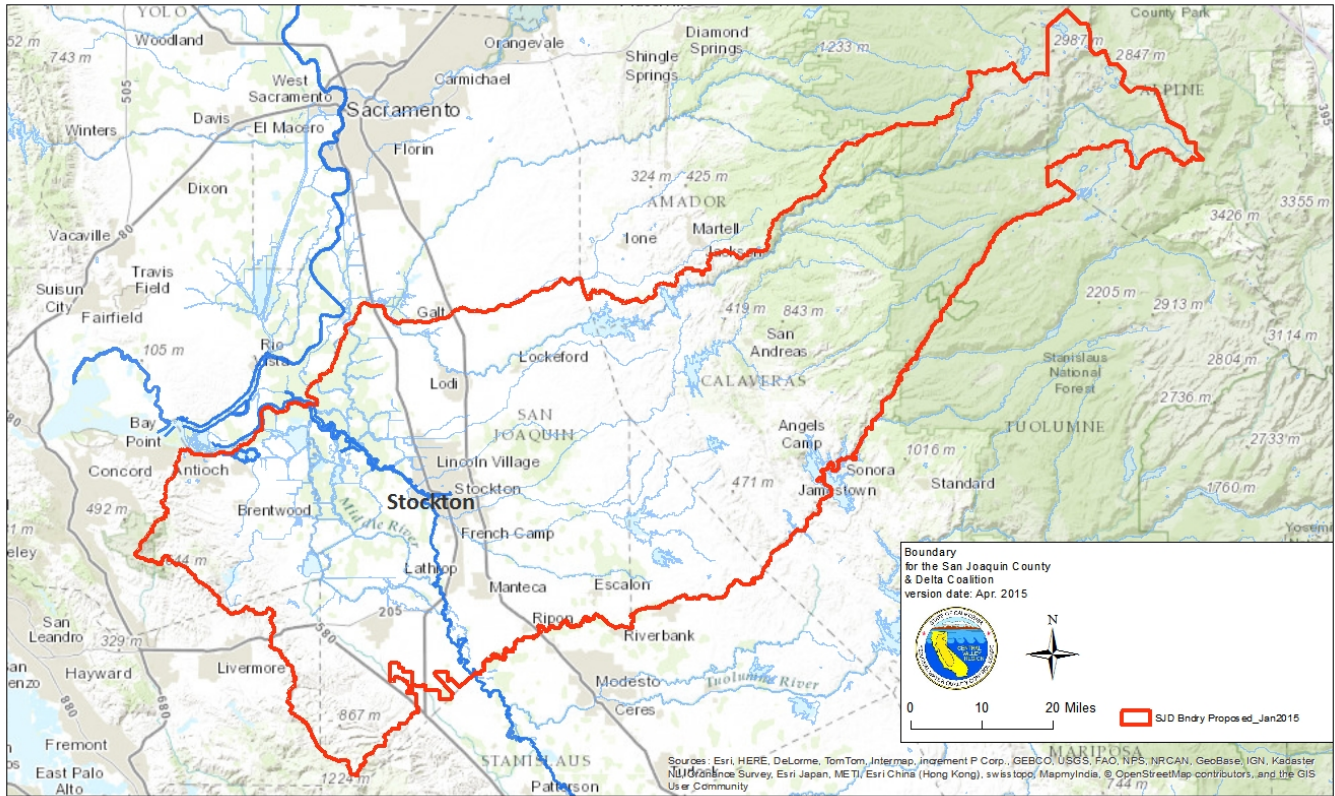 YOLO
52 m
743 m
Woodland
505
West
Sacramento
Davis
El Macero
Winters
Sacramento
Florin
Dixon
80
Vacaville
Travis
Field
Suisun
City
Fairfield
105 m
Rio
Vista
Orangevale
Carmichael
Diamond
Springs
Shingle
Springs
1233 m
County Park
2987 m
2847 m
ALPINE
395
324 m
425 m
AMADOR
Ione
Martell
Jackson
3355 m
3426 m
Galt
419 m
843 m
San
Andreas
Lockeford
CALAVERAS
Lodi
SAN
JOAQUIN
2205 m
2913 m
3114 m
2804 m
2736 m
2733 m
Stanislaus
National
Forest
TUOLUMNE
Bay
Point
Concord
Antioch
492 m
Brentwood
Lincoln Village
Stockton
Stockton
Middle River
French Camp
Angels
Camp
Sonora
Jamestown
471 m
1016 m
Standard
1760 m
Lathrop
Manteca
Escalon
Ripon
Riverbank
205
580
San
Leandro
329 m
Hayward
Livermore
680
880
867 m
Fremont
East Palo
Alto
1224 m
Modesto
Ceres
Tuolumne River
STANISLAUS
Patterson
MARIPOSA
744 m
Boundary
for the San Joaquin County
& Delta Coalition
version date: Apr. 2015
N
0 10 20 Miles
SJD Bndry Proposed_Jan2015
Sources: Esri, HERE, DeLorme, TomTom, Intermap, increment P Corp., GEBCO, USGS, FAO, NPS, NRCAN, GeoBase, IGN, Kadaster
NL, Ordnance Survey, Esri Japan, METI, Esri China (Hong Kong), swisstopo, MapmyIndia, © OpenStreetMap contributors, and the GIS
User Community